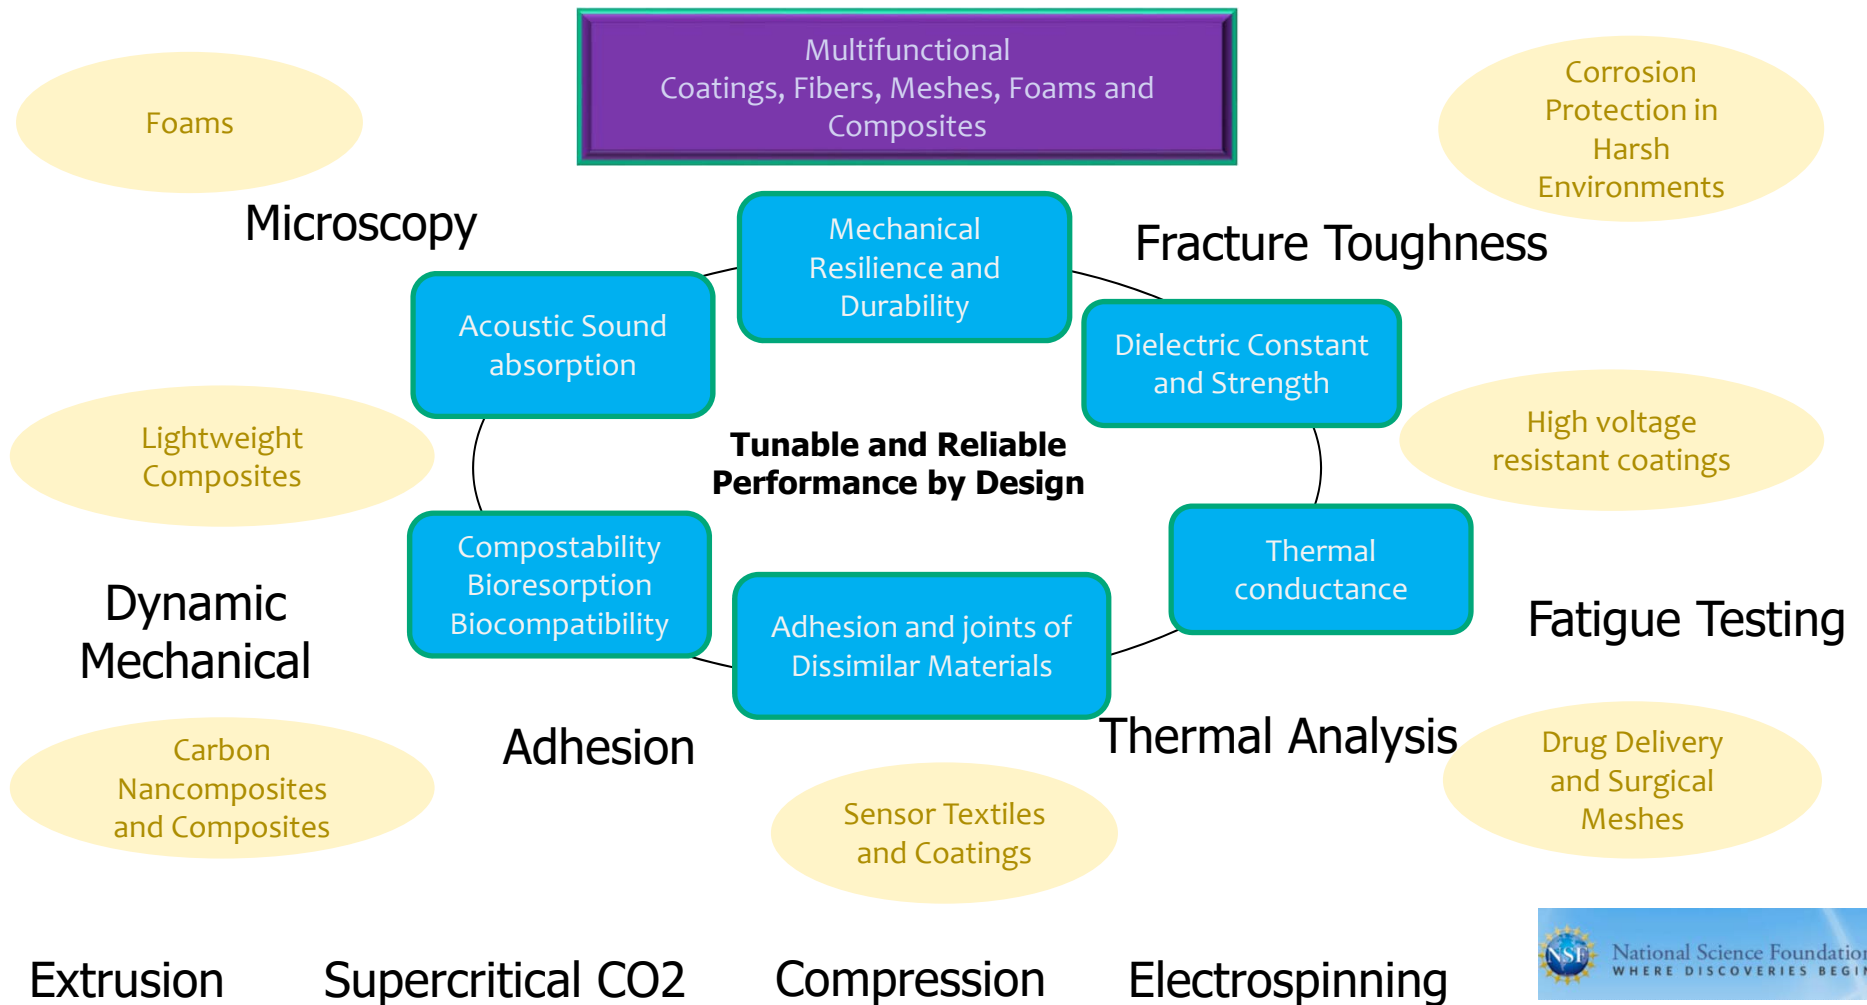 Multifunctional
Coatings, Fibers, Meshes, Foams and
Composites
Foams
Corrosion
Protection in
Harsh
Environments
Microscopy
Mechanical
Resilience and
Durability
Fracture Toughness
Acoustic Sound
absorption
Dielectric Constant
and Strength
Lightweight
Composites
Tunable and Reliable
Performance by Design
High voltage
resistant coatings
Compostability
Bioresorption
Biocompatibility
Thermal
conductance
Dynamic
Mechanical
Adhesion and joints of
Dissimilar Materials
Fatigue Testing
Adhesion
Thermal Analysis
Carbon
Nancomposites
and Composites
Sensor Textiles
and Coatings
Drug Delivery
and Surgical
Meshes
NSF
National Science Foundation
WHERE DISCOVERIES BEGIN
Extrusion
Supercritical CO2
Compression
Electrospinning